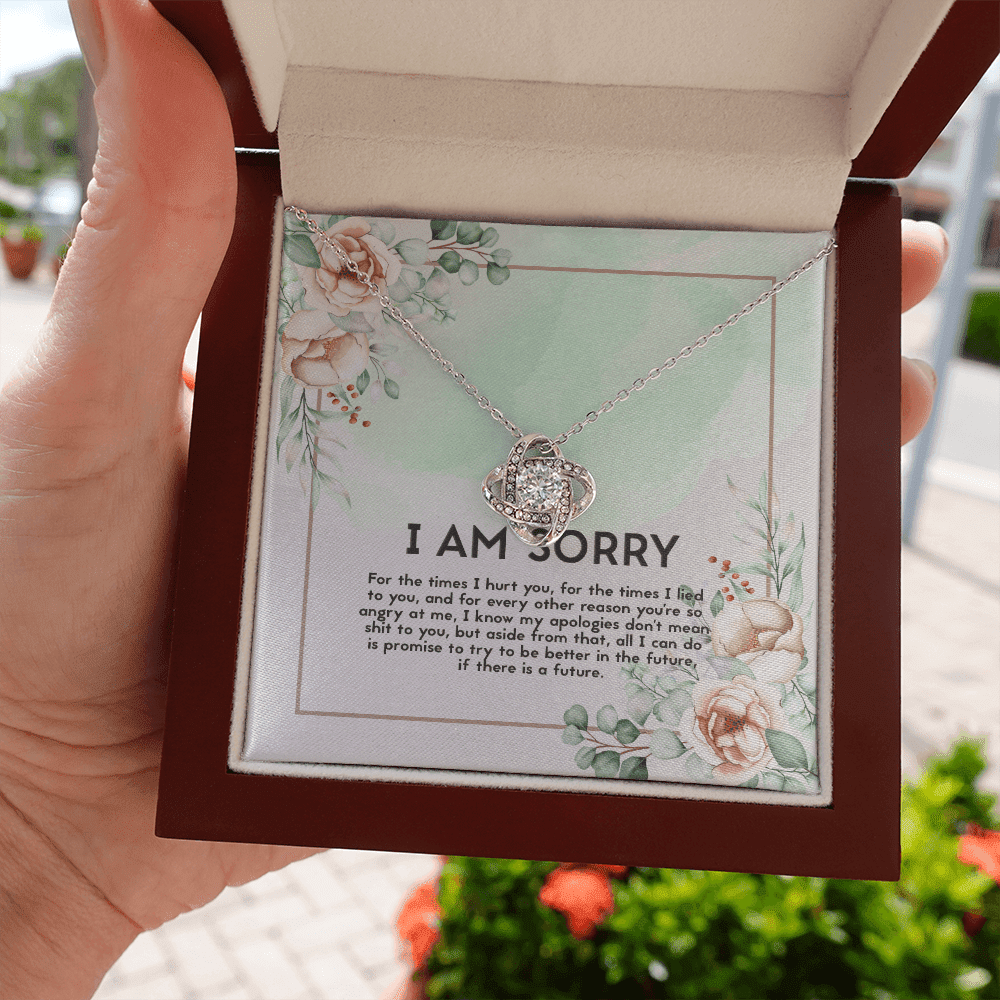 I AM SORRY
For the times I hurt you, for the times I lied
to you, and for every other reason you're so
angry at me, I know my apologies don't mean
shit to you, but aside from that, all I can do
is promise to try to be better in the future,
if there is a future.